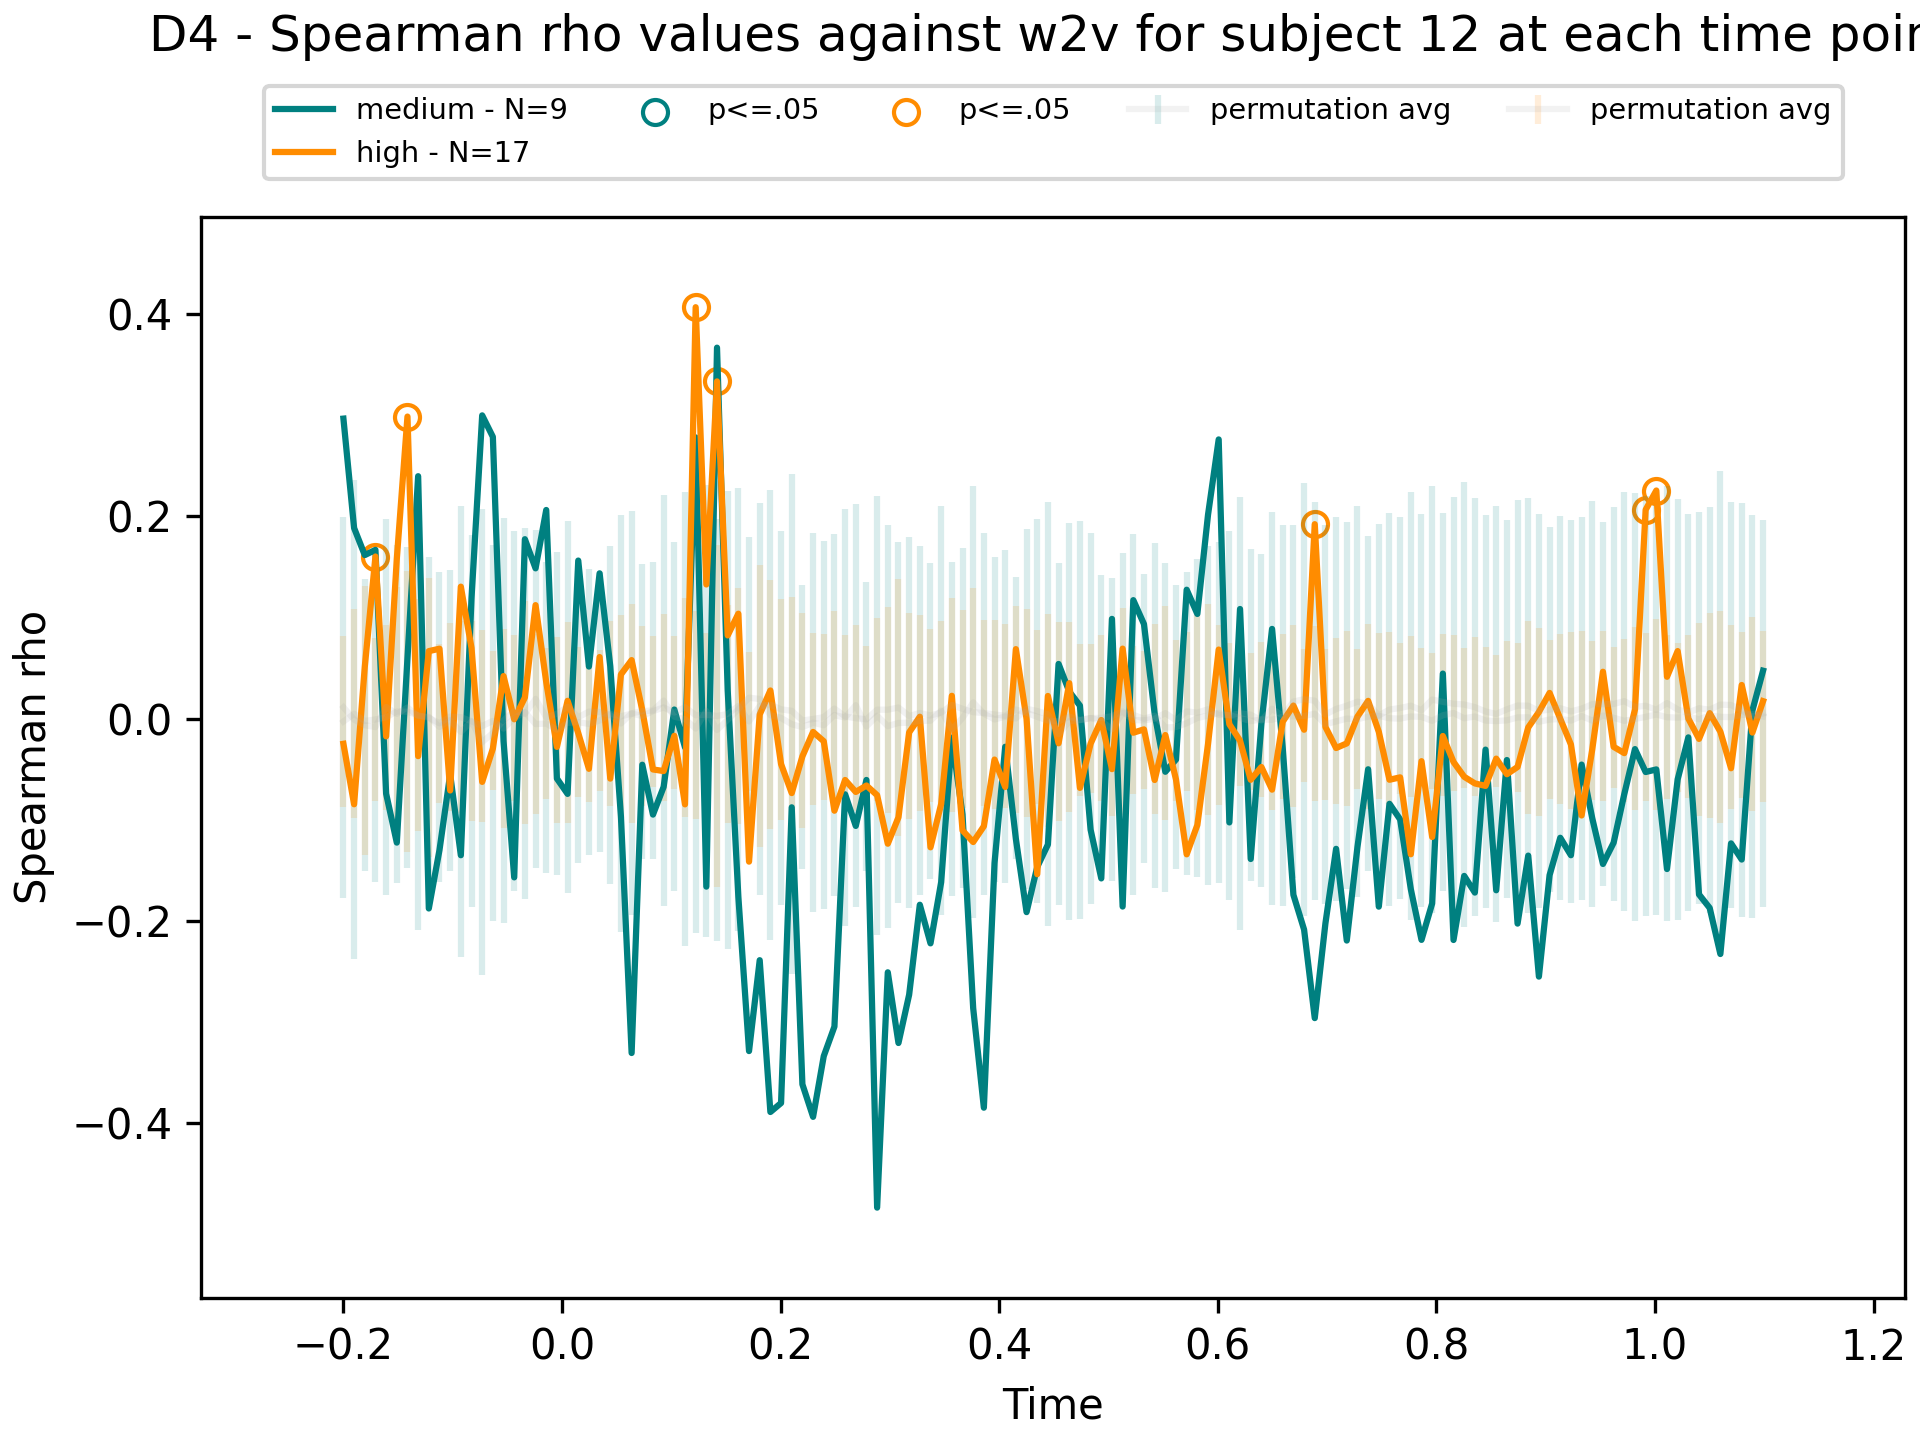 D4 - Spearman rho values against w2v for subject 12 at each time poin
medium - N=9
high - N=17
p<=.05
p<=.05
permutation avg
permutation avg
Spearman rho
0.4
0.2
0.0
−0.2
−0.4
−0.2
0.0
0.2
0.4
0.6
0.8
1.0
1.2
Time